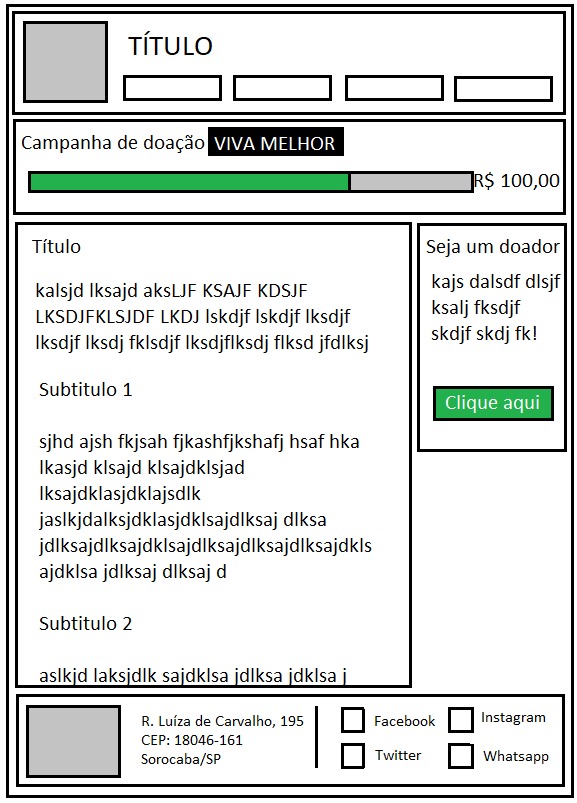 TÍTULO
Campanha de doação VIVA MELHOR
R$ 100,00
Título
kalsjd lksajd aksLJF KSAJF KDSJF
LKSDJFKLSJDF LKDJ lskdjf lskdjf lksdjf
lksdjf lksdj fklsdjf lksdjflksdj flksd jfdlksj
Subtitulo 1
sjhd ajsh fkjsah fjkashfjkshafj hsaf hka
lkasjd klsajd klsajdklsjad
lksajdklasjdklajsdlk
jaslkjdalksjdklasjdklsajdlksaj dlksa
jdlksajdlksajdklsajdlksajdlksajdlksajdkls
ajdklsa jdlksaj dlksaj d
Subtitulo 2
aslkjd laksjdlk sajdklsa jdlksa jdklsa j
Seja um doador
kajs dalsdf dlsjf
ksalj fksdjf
skdjf skdj fk!
Clique aqui
R. Luíza de Carvalho, 195
CEP: 18046-161
Sorocaba/SP
Facebook
Instagram
Twitter
Whatsapp